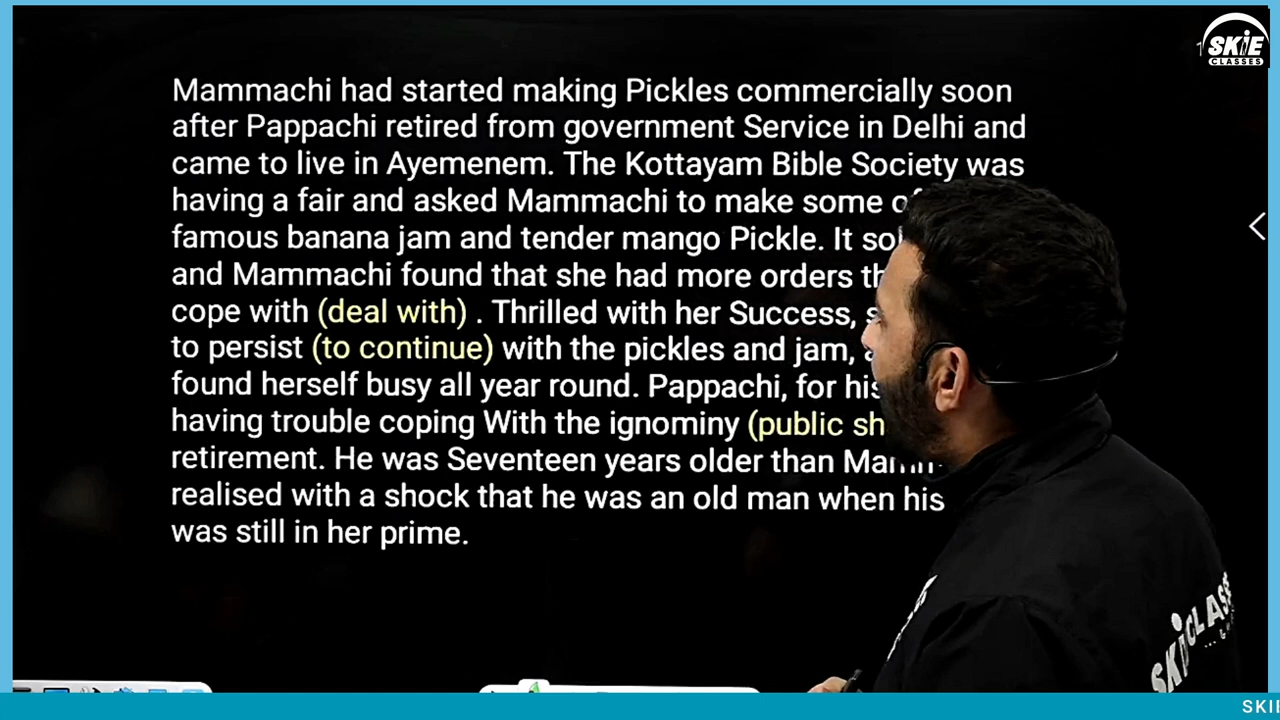 SKIE
CLASSES
Mammachi had started making Pickles commercially soon
after Pappachi retired from government Service in Delhi and
came to live in Ayemenem. The Kottayam Bible Society was
having a fair and asked Mammachi to make some
famous banana jam and tender mango Pickle. It
and Mammachi found that she had more orders
cope with (deal with) . Thrilled with her Success,
to persist (to continue) with the pickles and jam,
found herself busy all year round. Pappachi, for his
having trouble coping With the ignominy (public
retirement. He was Seventeen years older than
realised with a shock that he was an old man when his
was still in her prime.
SKIE CLASSES